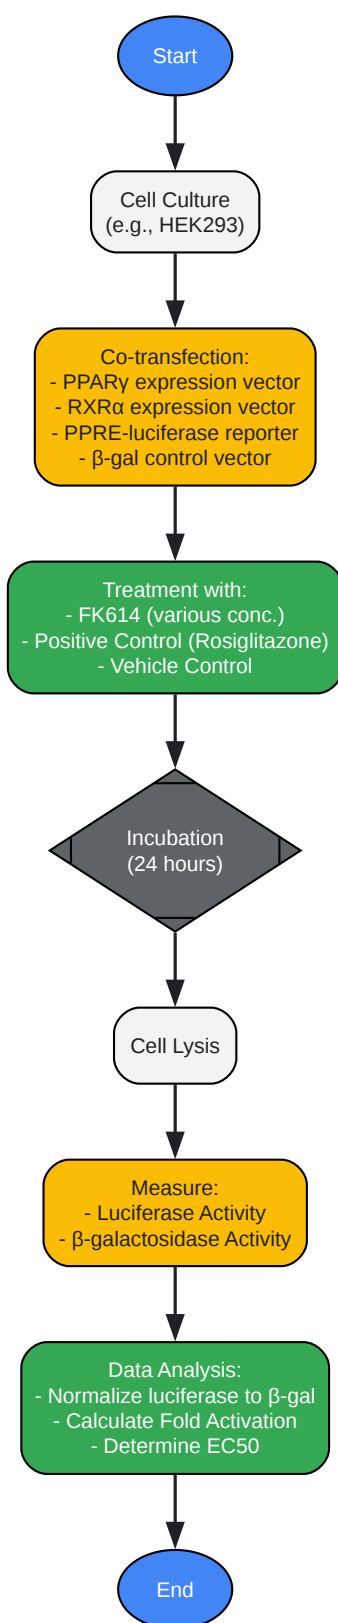 Start
Cell Culture
(e.g., HEK293)
Co-transfection:
- PPARγ expression vector
- RXRα expression vector
- PPRE-luciferase reporter
- β-gal control vector
Treatment with:
- FK614 (various conc.)
- Positive Control (Rosiglitazone)
- Vehicle Control
Incubation
(24 hours)
Cell Lysis
Measure:
- Luciferase Activity
- β-galactosidase Activity
Data Analysis:
- Normalize luciferase to β-gal
- Calculate Fold Activation
- Determine EC50
End